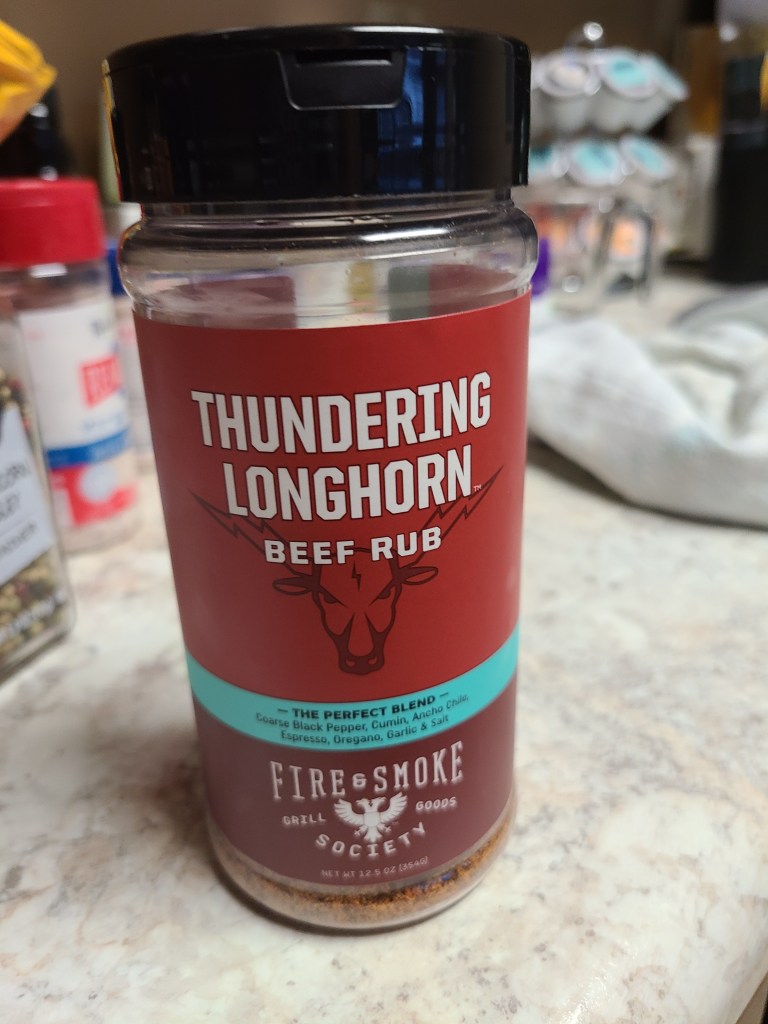 THUNDERING
LONGHORN™
BEEF RUB
— THE PERFECT BLEND —
Coarse Black Pepper, Cumin, Ancho Chile,
Espresso, Oregano, Garlic & Salt
FIRE & SMOKE
GRILL GOODS
SOCIETY
NET WT 12.5 OZ (354G)